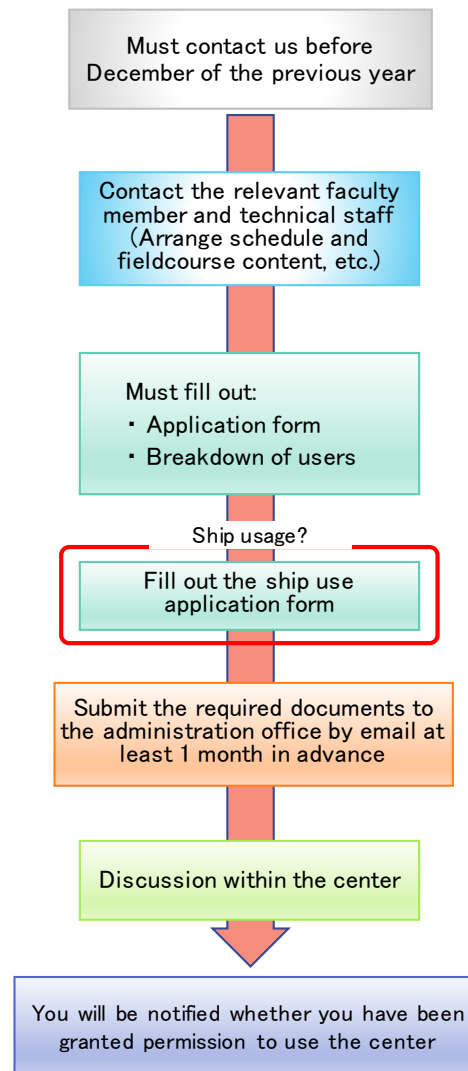 Must contact us before
December of the previous year
Contact the relevant faculty
member and technical staff
(Arrange schedule and
fieldcourse content, etc.)
Must fill out:
・ Application form
・ Breakdown of users
Ship usage?
Fill out the ship use
application form
Submit the required documents to
the administration office by email at
least 1 month in advance
Discussion within the center
You will be notified whether you have been
granted permission to use the center